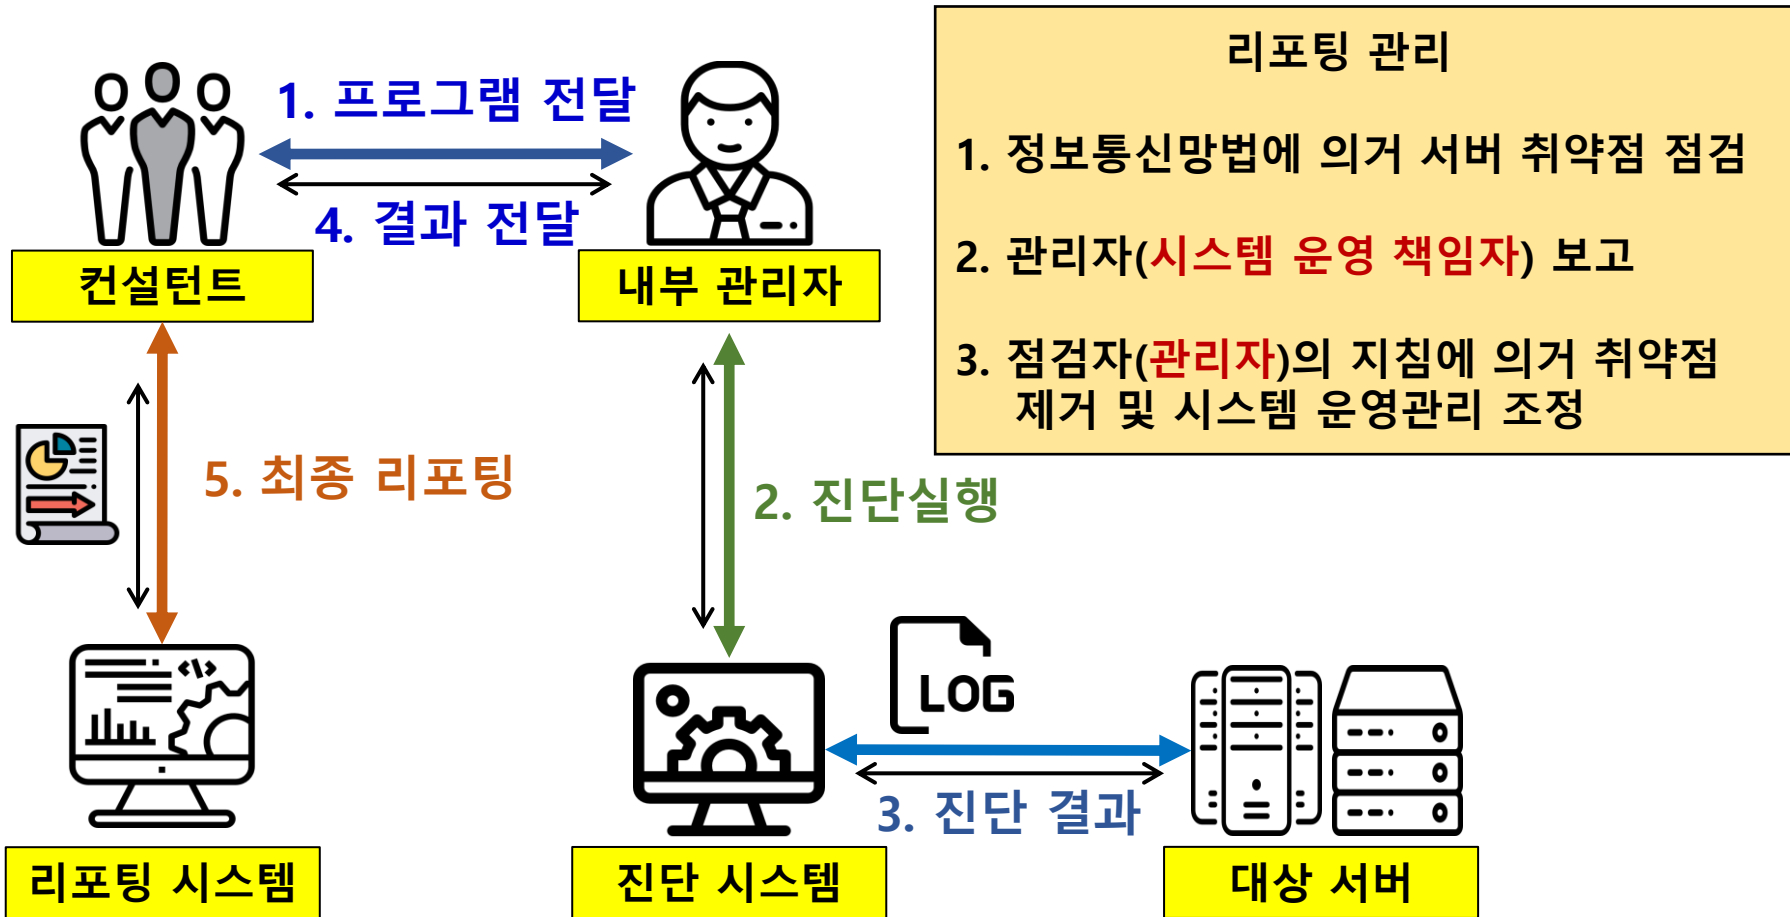 리포팅 관리
1. 프로그램 전달
1. 정보통신망법에 의거 서버 취약점 점검
4. 결과 전달
2. 관리자(시스템 운영 책임자) 보고
컨설턴트
내부 관리자
3. 점검자(관리자)의 지침에 의거 취약점
제거 및 시스템 운영관리 조정
5. 최종 리포팅
2. 진단실행
LOG
3. 진단 결과
리포팅 시스템
진단 시스템
대상 서버